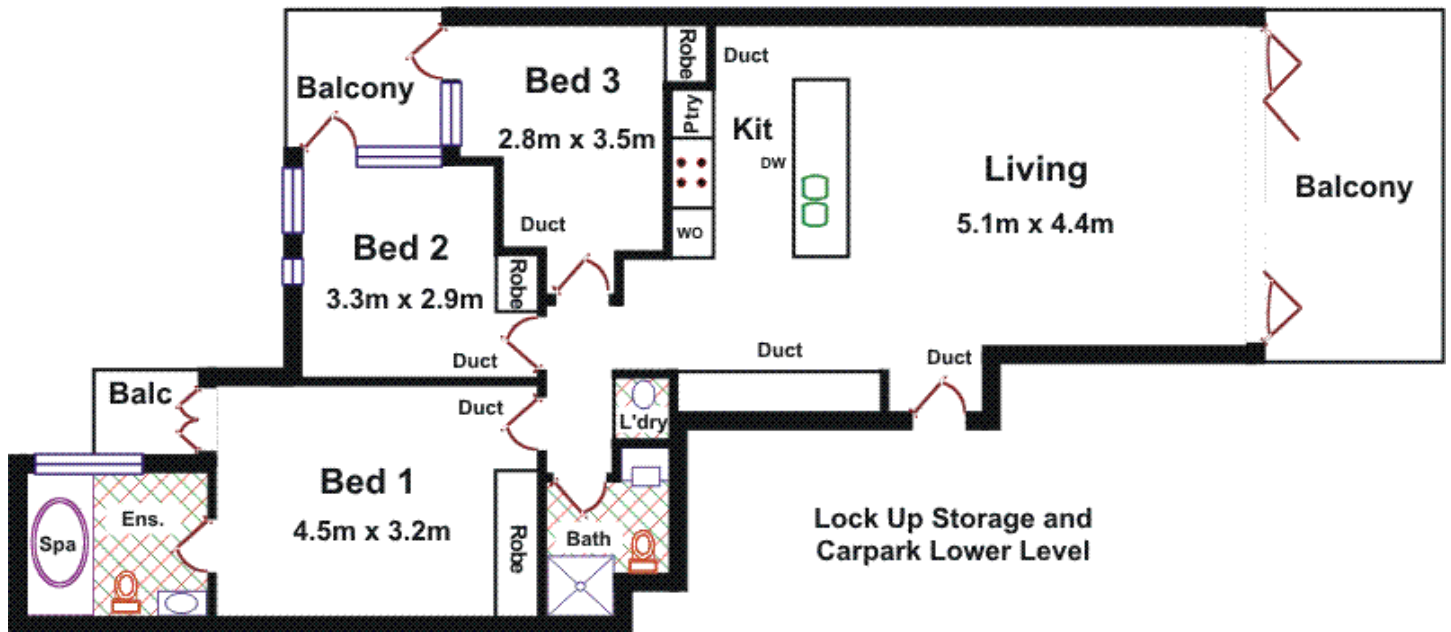 Balcony
Bed 3
2.8m x 3.5m
Robe
Duct
Ptry
Kit
DW
WO
Living
5.1m x 4.4m
Balcony
Duct
Bed 2
3.3m x 2.9m
Robe
Duct
Duct
Duct
Balc
Duct
L'dry
Bed 1
4.5m x 3.2m
Robe
Ens.
Spa
Bath
Lock Up Storage and
Carpark Lower Level